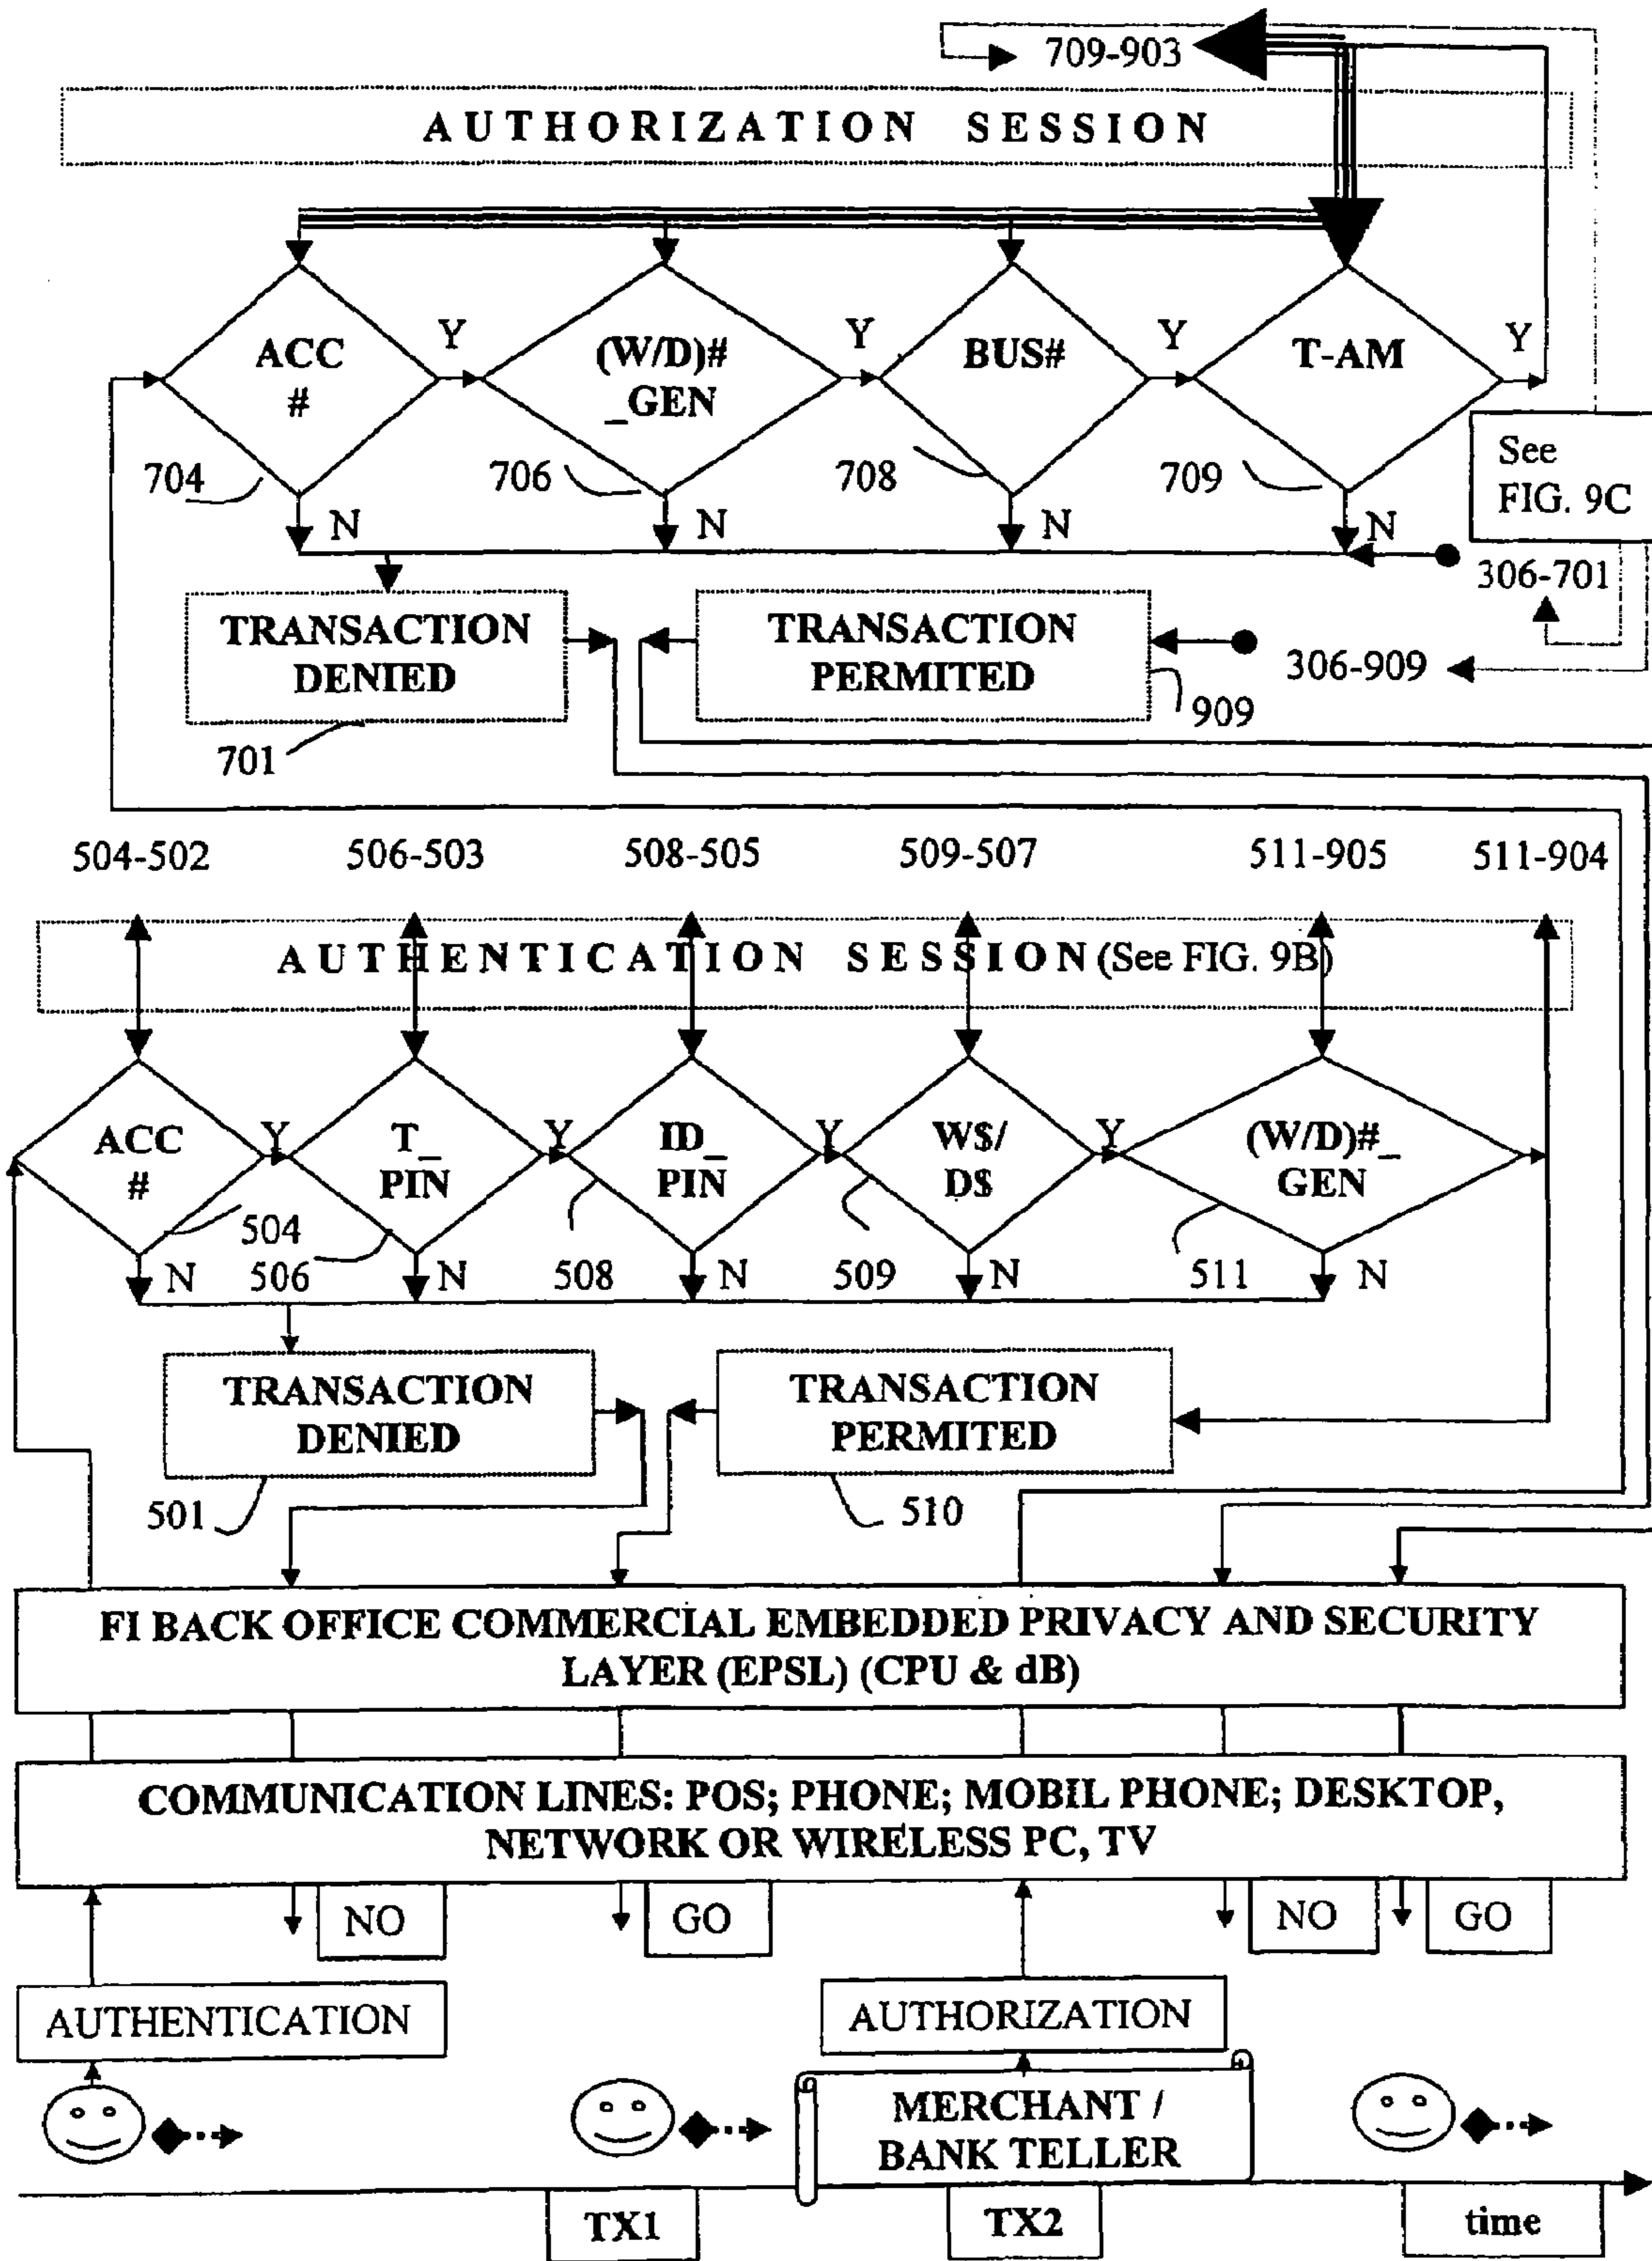 709-903
AUTHORIZATION SESSION
ACC
#
Y
(W/D)#
_GEN
Y
BUS#
Y
T-AM
Y
704
706
708
709
See
FIG. 9C
N
N
N
N
306-701
TRANSACTION
DENIED
TRANSACTION
PERMITED
306-909
701
909
504-502
506-503
508-505
509-507
511-905
511-904
AUTHENTICATION SESSION (See FIG. 9B)
ACC
#
Y
T_
PIN
Y
ID_
PIN
Y
W$/
D$
Y
(W/D)#_
GEN
504
506
508
509
511
N
N
N
N
N
TRANSACTION
DENIED
TRANSACTION
PERMITED
501
510
FI BACK OFFICE COMMERCIAL EMBEDDED PRIVACY AND SECURITY
LAYER (EPSL) (CPU & dB)
COMMUNICATION LINES: POS; PHONE; MOBIL PHONE; DESKTOP,
NETWORK OR WIRELESS PC, TV
NO
GO
NO
GO
AUTHENTICATION
AUTHORIZATION
MERCHANT /
BANK TELLER
TX1
TX2
time